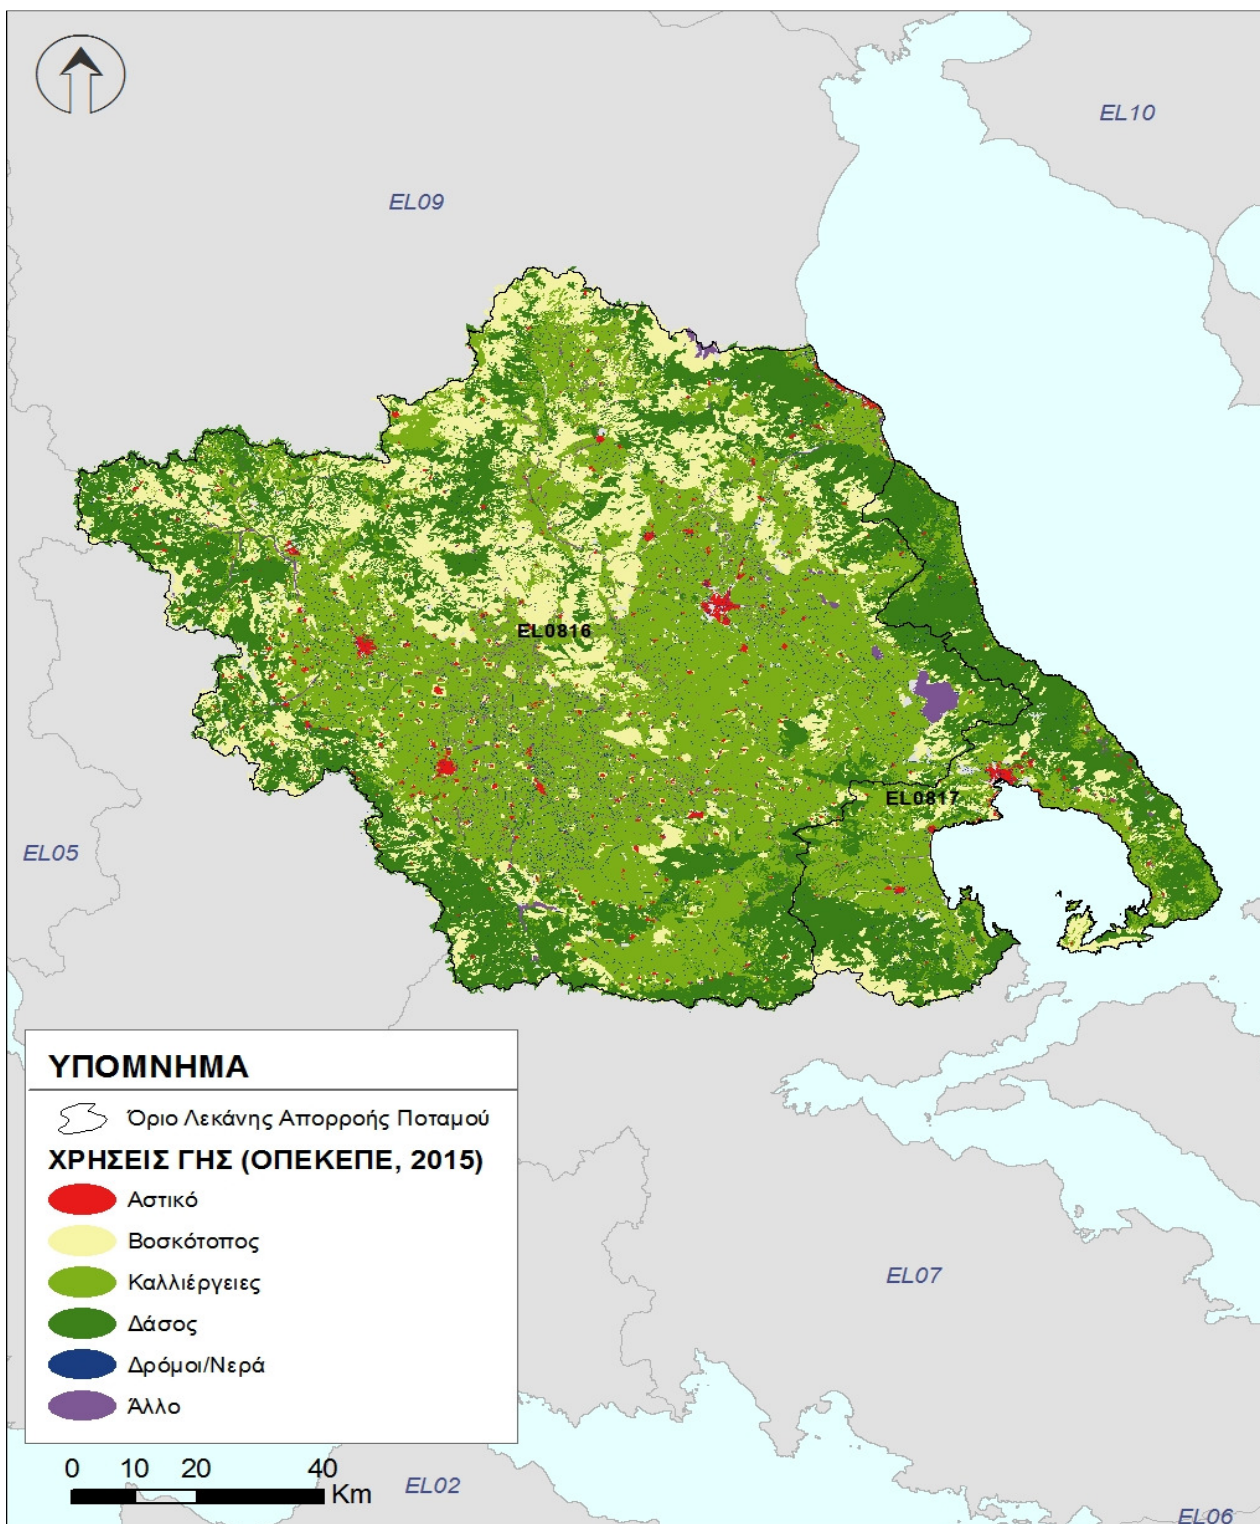 EL10
EL09
EL0816
EL0817
EL05
ΥΠΟΜΝΗΜΑ
Όριο Λεκάνης Απορροής Ποταμού
ΧΡΗΣΕΙΣ ΓΗΣ (ΟΠΕΚΕΠΕ, 2015)
Αστικό
Βοσκότοπος
Καλλιέργειες
Δάσος
Δρόμοι/Νερά
Άλλο
EL07
0 10 20 40
Km
EL02
EL06